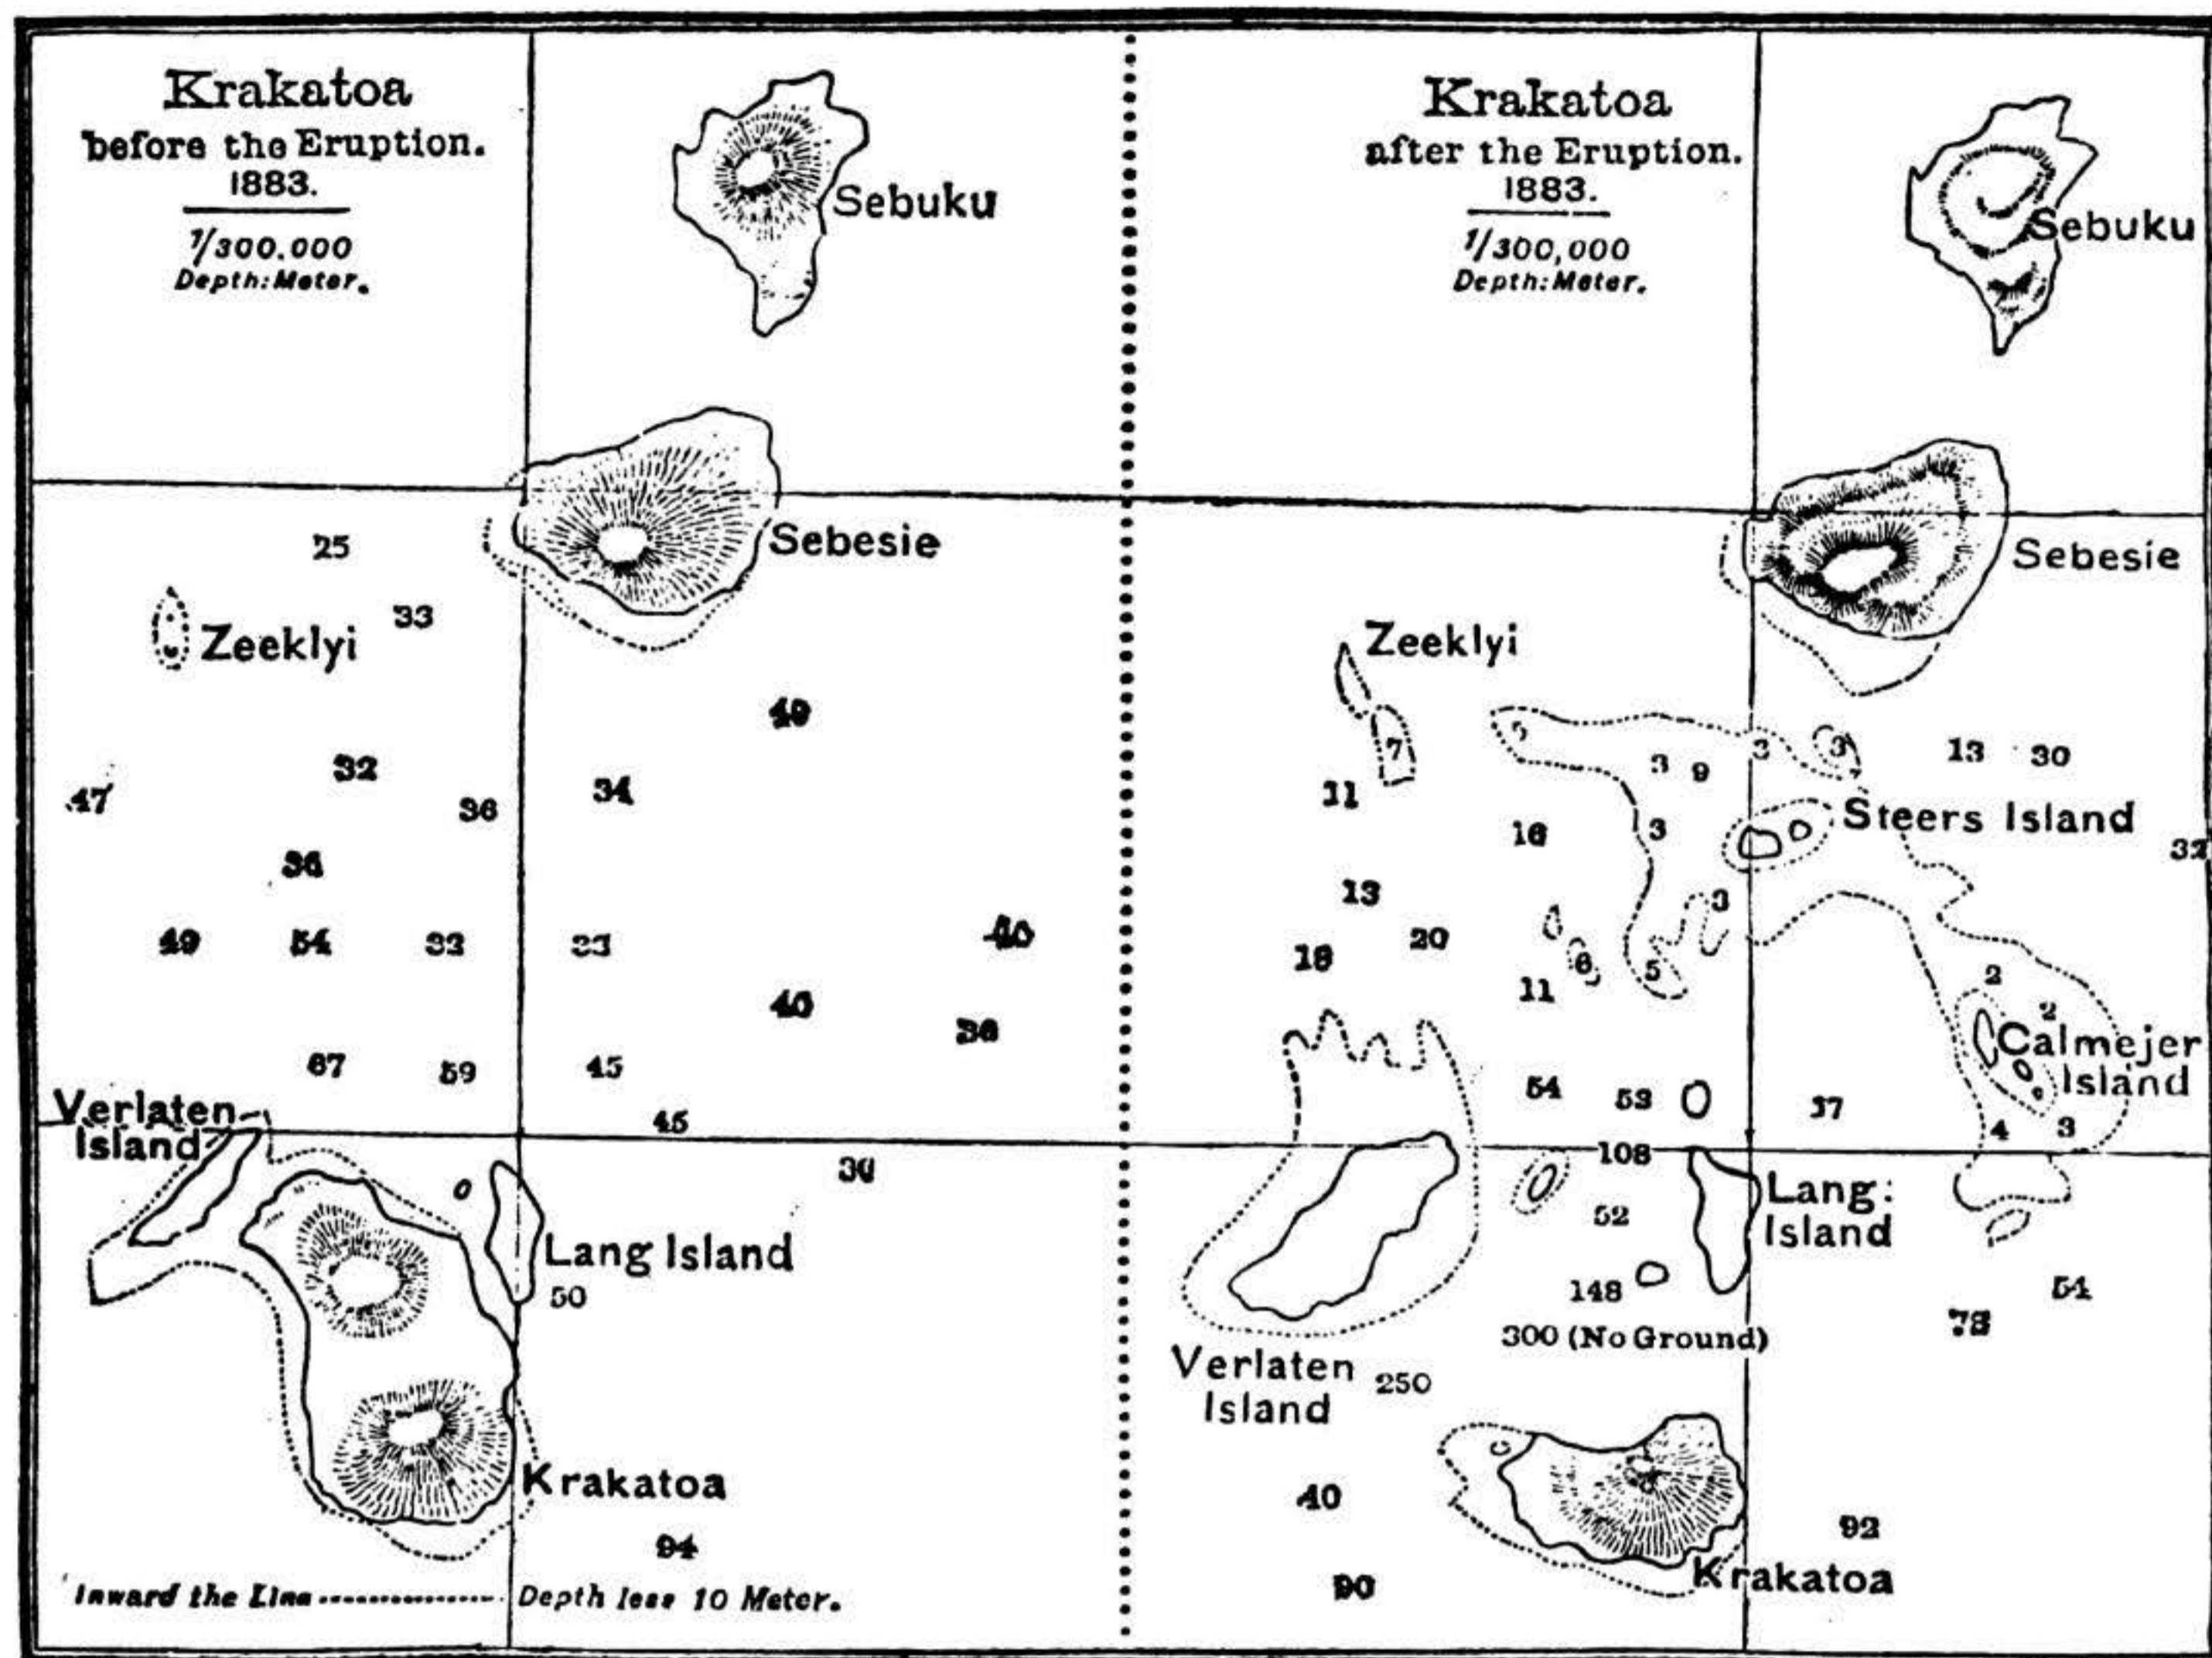 Krakatoa
before the Eruption.
1883.
1/300.000
Depth: Meter.
Sebuku
Sebesie
25
33
Zeeklyi
40
32
47
36
34
36
49
54
32
33
40
40
36
67
59
45
45
Verlaten
Island
30
Lang Island
50
Krakatoa
94
Inward the Line
Depth less 10 Meter.
Krakatoa
after the Eruption.
1883.
1/300,000
Depth: Meter.
Sebuku
Sebesie
Zeeklyi
7
5
3
9
3
3
13
30
11
16
3
Steers Island
32
13
3
18
20
6
5
11
2
2
Calmejer
Island
54
53
37
4
3
108
52
Lang
Island
148
54
300 (No Ground)
Verlaten
Island
250
40
92
90
Krakatoa